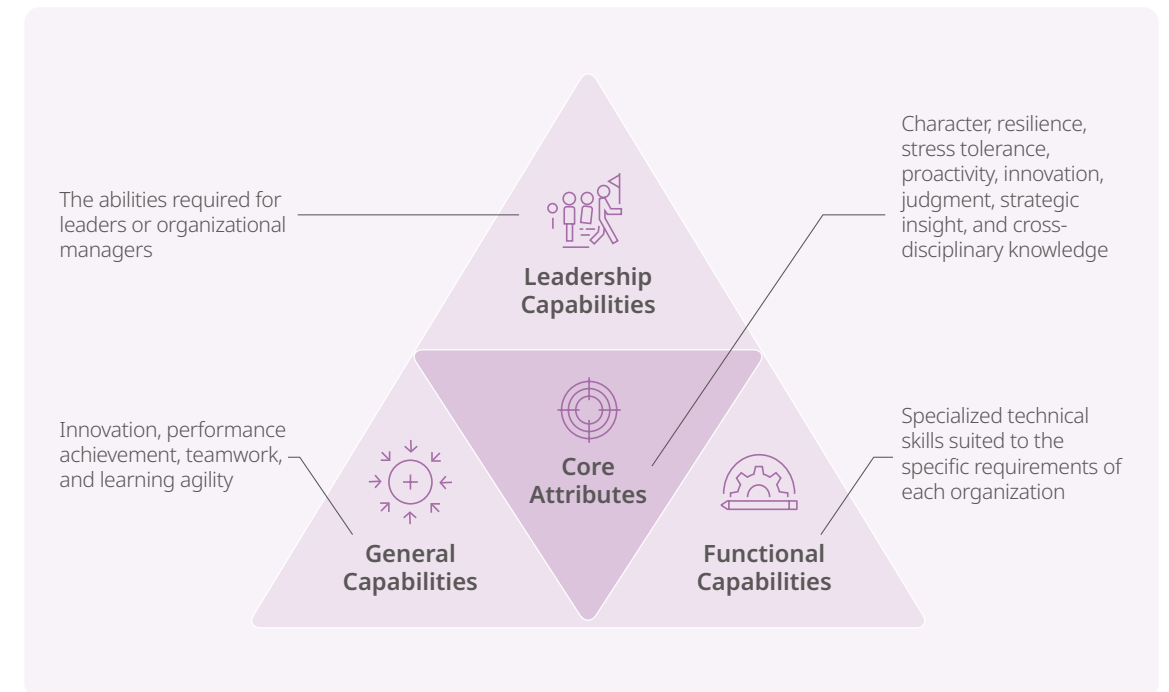 The abilities required for
leaders or organizational
managers
Leadership
Capabilities
Character, resilience,
stress tolerance,
proactivity, innovation,
judgment, strategic
insight, and cross-
disciplinary knowledge
Innovation, performance
achievement, teamwork,
and learning agility
General
Capabilities
Core
Attributes
Functional
Capabilities
Specialized technical
skills suited to the
specific requirements of
each organization